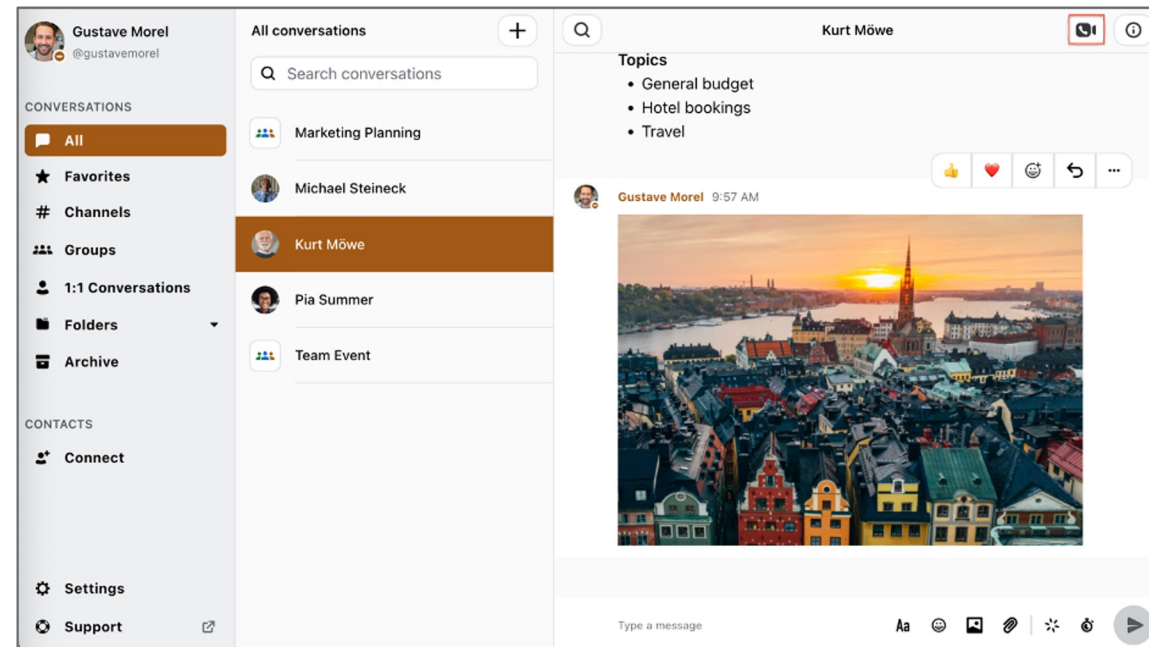 Gustave Morel
@gustavemorel
CONVERSATIONS
All
Favorites
Channels
Groups
1:1 Conversations
Folders
Archive
CONTACTS
Connect
Settings
Support
All conversations
Search conversations
Marketing Planning
Michael Steineck
Kurt Möwe
Pia Summer
Team Event
Kurt Möwe
Topics
• General budget
• Hotel bookings
• Travel
Gustave Morel 9:57 AM
Type a message
Aa